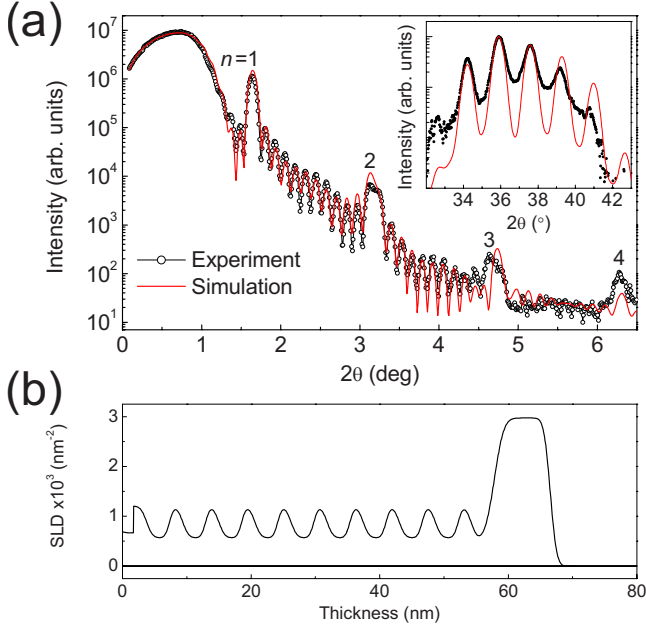 (a)
Intensity (arb. units)
10^7
10^6
10^5
10^4
10^3
10^2
10^1
n=1
2
3
4
Experiment
Simulation
0 1 2 3 4 5 6
2θ (deg)
Intensity (arb. units)
34 36 38 40 42
2θ (°)
(b)
SLD x10^3 (nm^-2)
3
2
1
0
0 20 40 60 80
Thickness (nm)